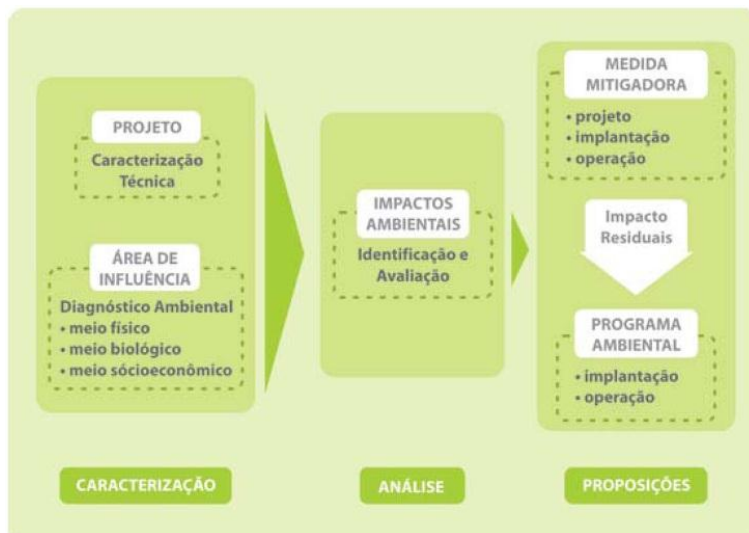 PROJETO
Caracterização
Técnica
ÁREA DE
INFLUÊNCIA
Diagnóstico Ambiental
• meio físico
• meio biológico
• meio sócioeconômico
CARACTERIZAÇÃO
IMPACTOS
AMBIENTAIS
Identificação e
Avaliação
ANÁLISE
MEDIDA
MITIGADORA
• projeto
• implantação
• operação
Impacto
Residuais
PROGRAMA
AMBIENTAL
• implantação
• operação
PROPOSIÇÕES